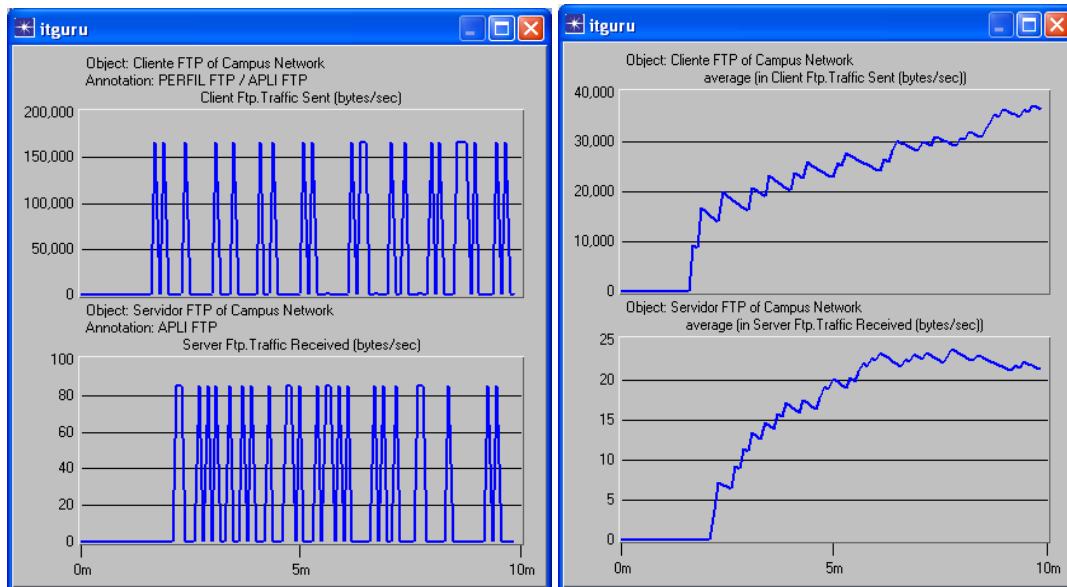 itguru
Object: Cliente FTP of Campus Network
Annotation: PERFIL FTP / APLI FTP
Client Ftp.Traffic Sent (bytes/sec)
200,000
150,000
100,000
50,000
0
Object: Servidor FTP of Campus Network
Annotation: APLI FTP
Server Ftp.Traffic Received (bytes/sec)
100
80
60
40
20
0
0m
5m
10m
itguru
Object: Cliente FTP of Campus Network
average (in Client Ftp.Traffic Sent (bytes/sec))
40,000
30,000
20,000
10,000
0
Object: Servidor FTP of Campus Network
average (in Server Ftp.Traffic Received (bytes/sec))
25
20
15
10
5
0
0m
5m
10m